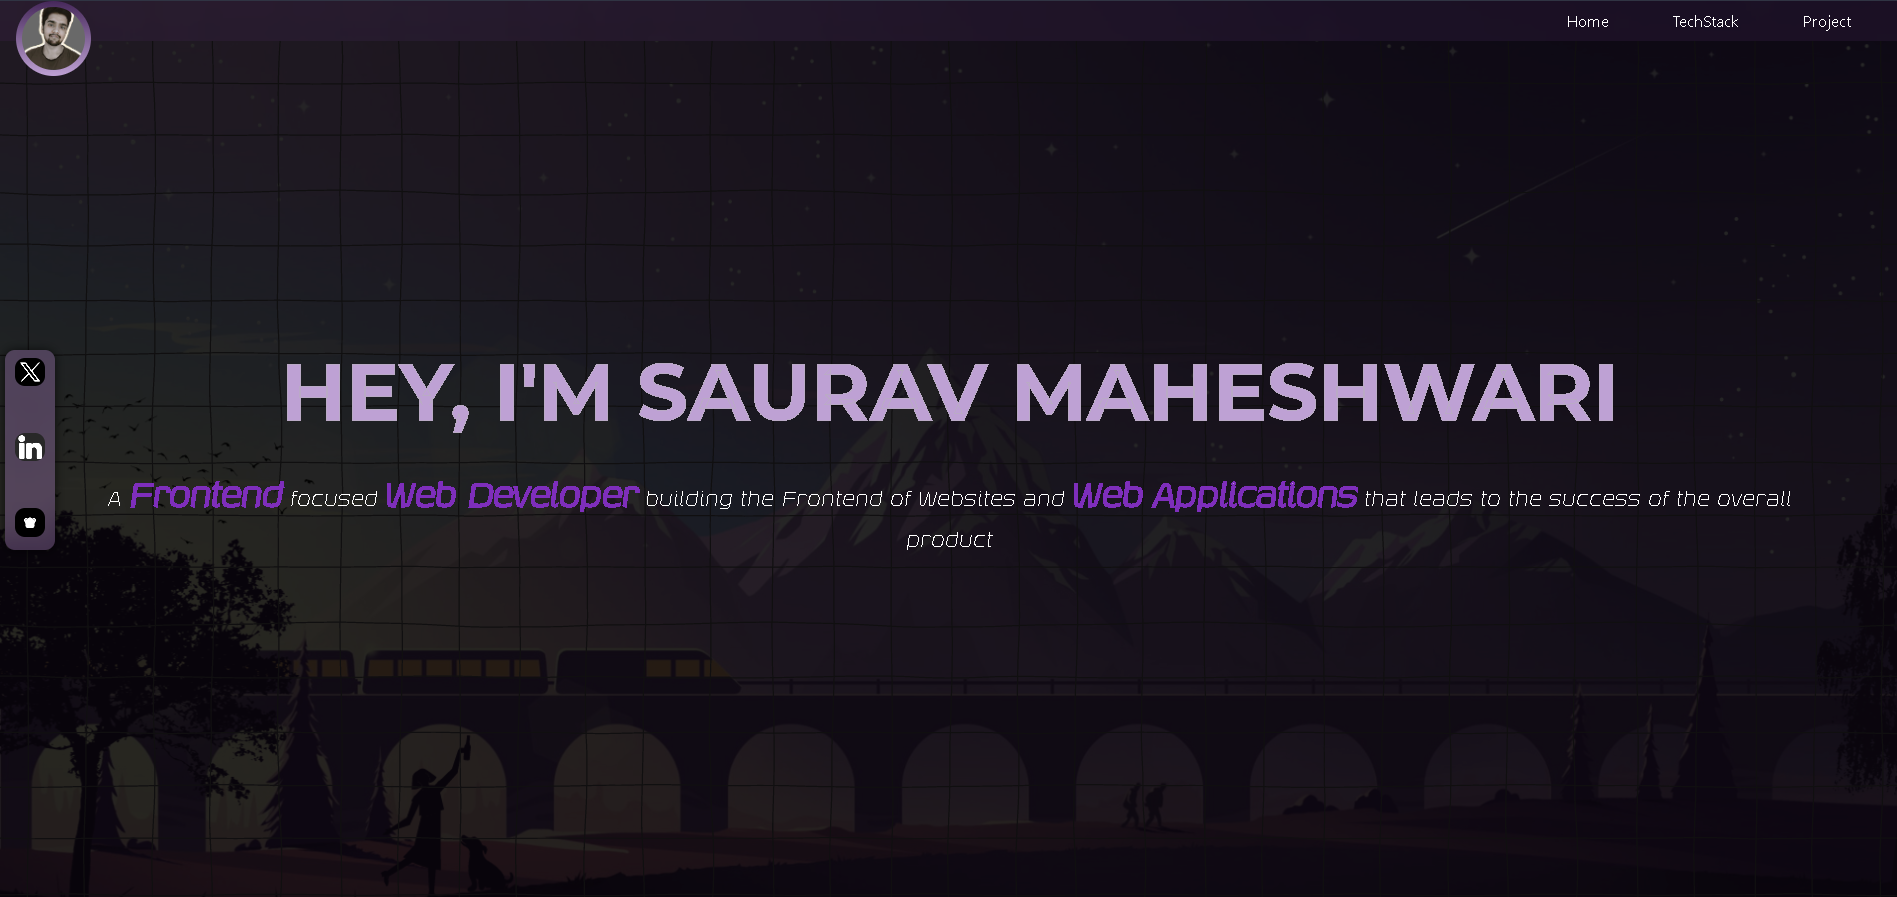 Home TechStack Project
HEY, I'M SAURAV MAHESHWARI
in
A Frontend focused Web Developer building the Frontend of Websites and Web Applications that leads to the success of the overall
product